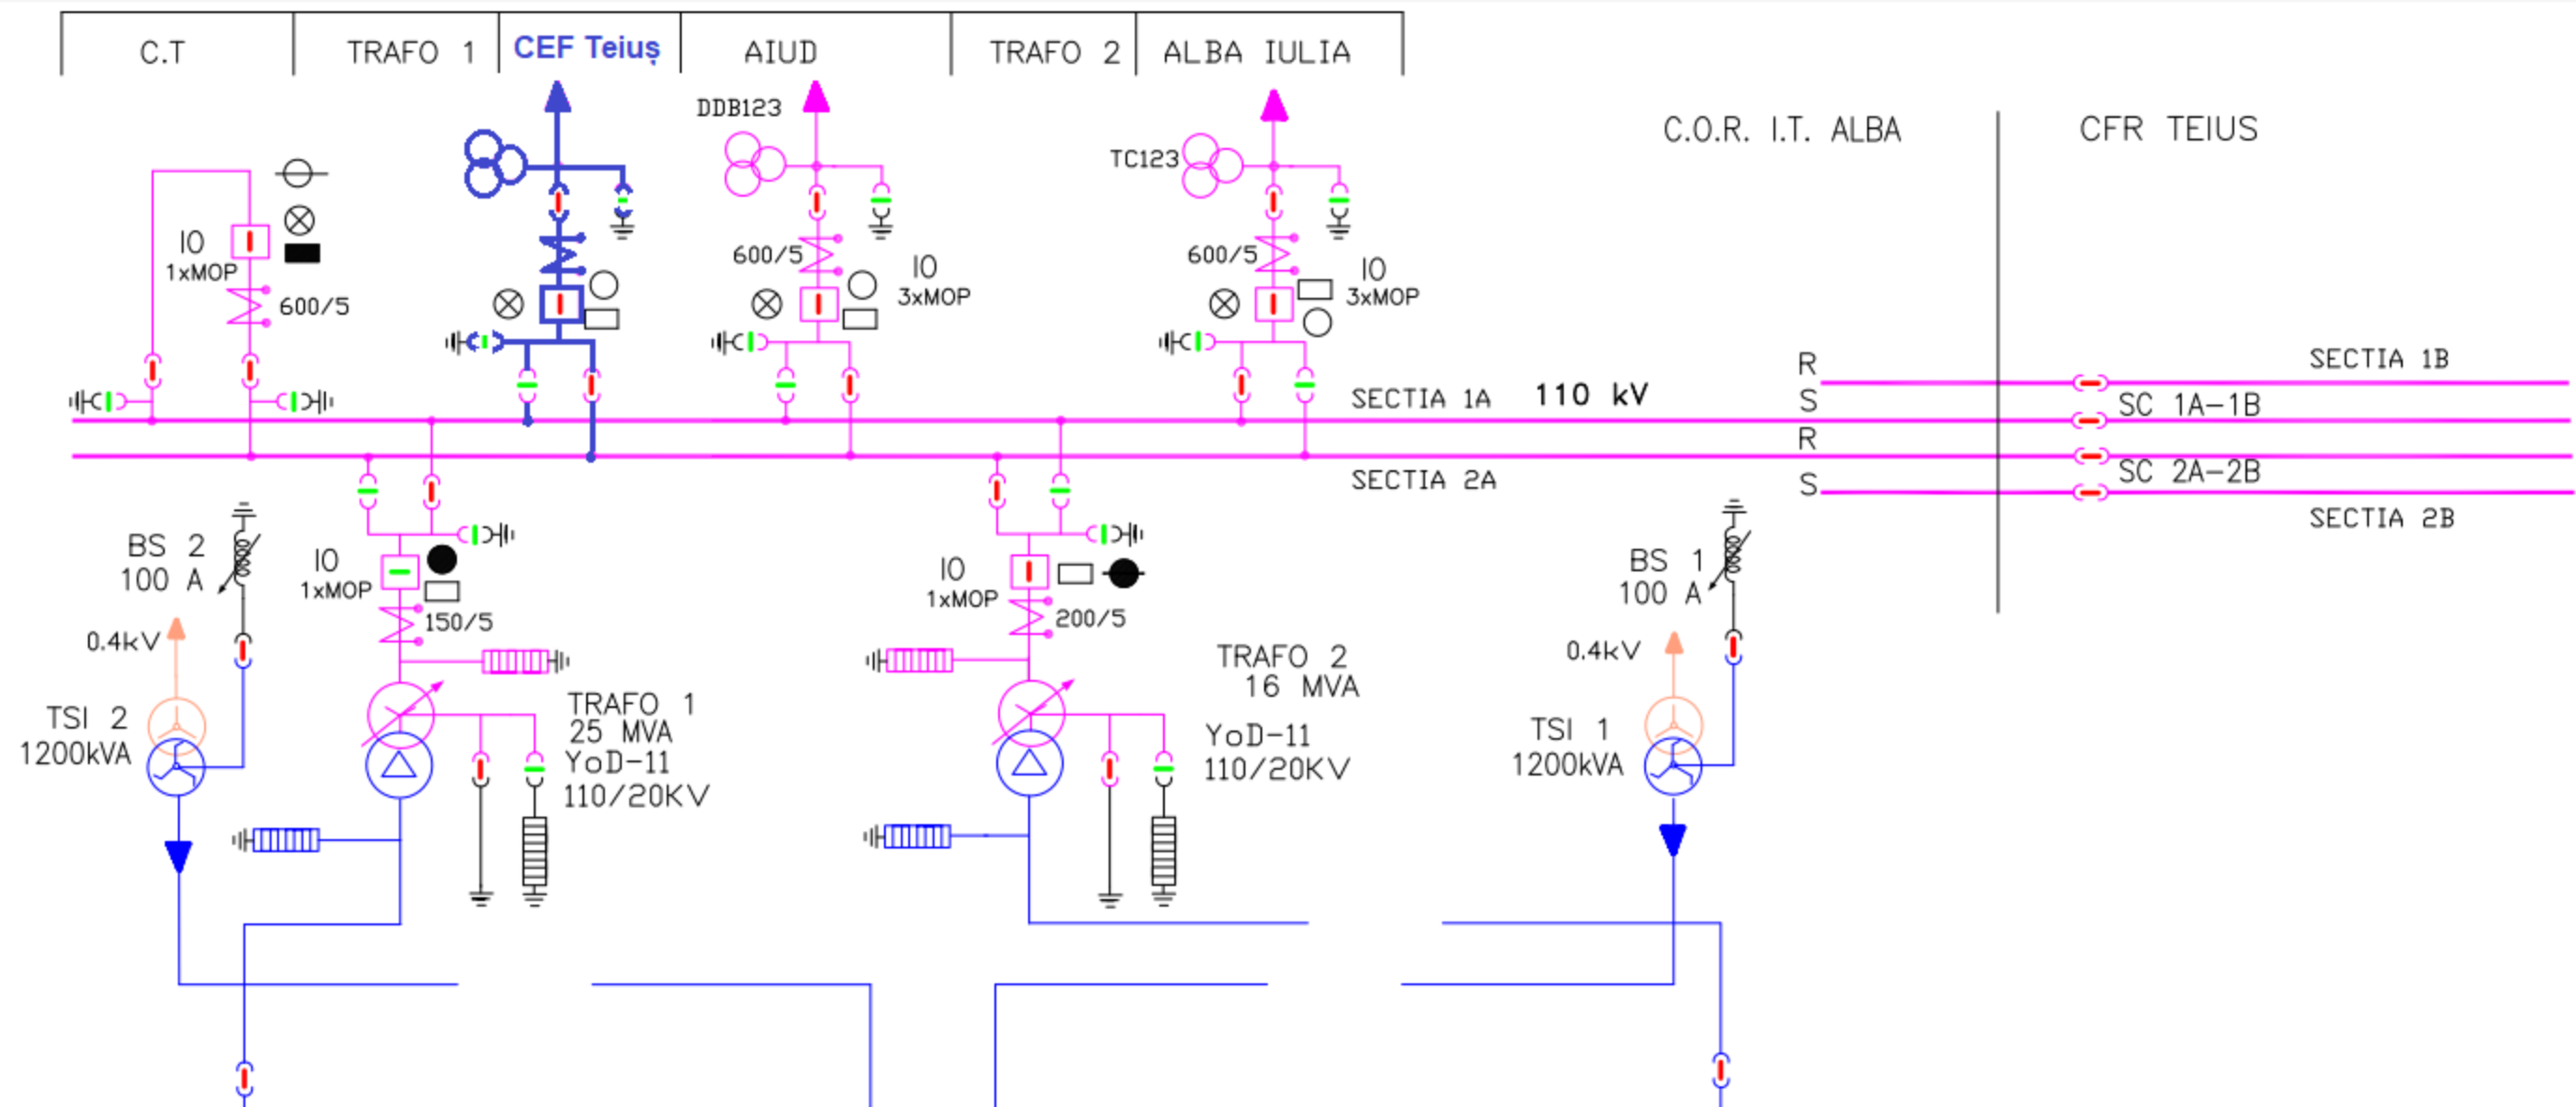 C.T
TRAFO 1
CEF Teiuș
AIUD
TRAFO 2
ALBA IULIA
DDB123
TC123
C.O.R. I.T. ALBA
CFR TEIUS
IO
1xMOP
600/5
600/5
IO
3xMOP
600/5
IO
3xMOP
SECTIA 1A
110 kV
R
S
R
S
SECTIA 1B
SC 1A-1B
SC 2A-2B
SECTIA 2B
SECTIA 2A
BS 2
100 A
IO
1xMOP
150/5
IO
1xMOP
200/5
BS 1
100 A
0.4kV
TSI 2
1200kVA
TRAFO 1
25 MVA
YoD-11
110/20KV
TRAFO 2
16 MVA
YoD-11
110/20KV
0.4kV
TSI 1
1200kVA